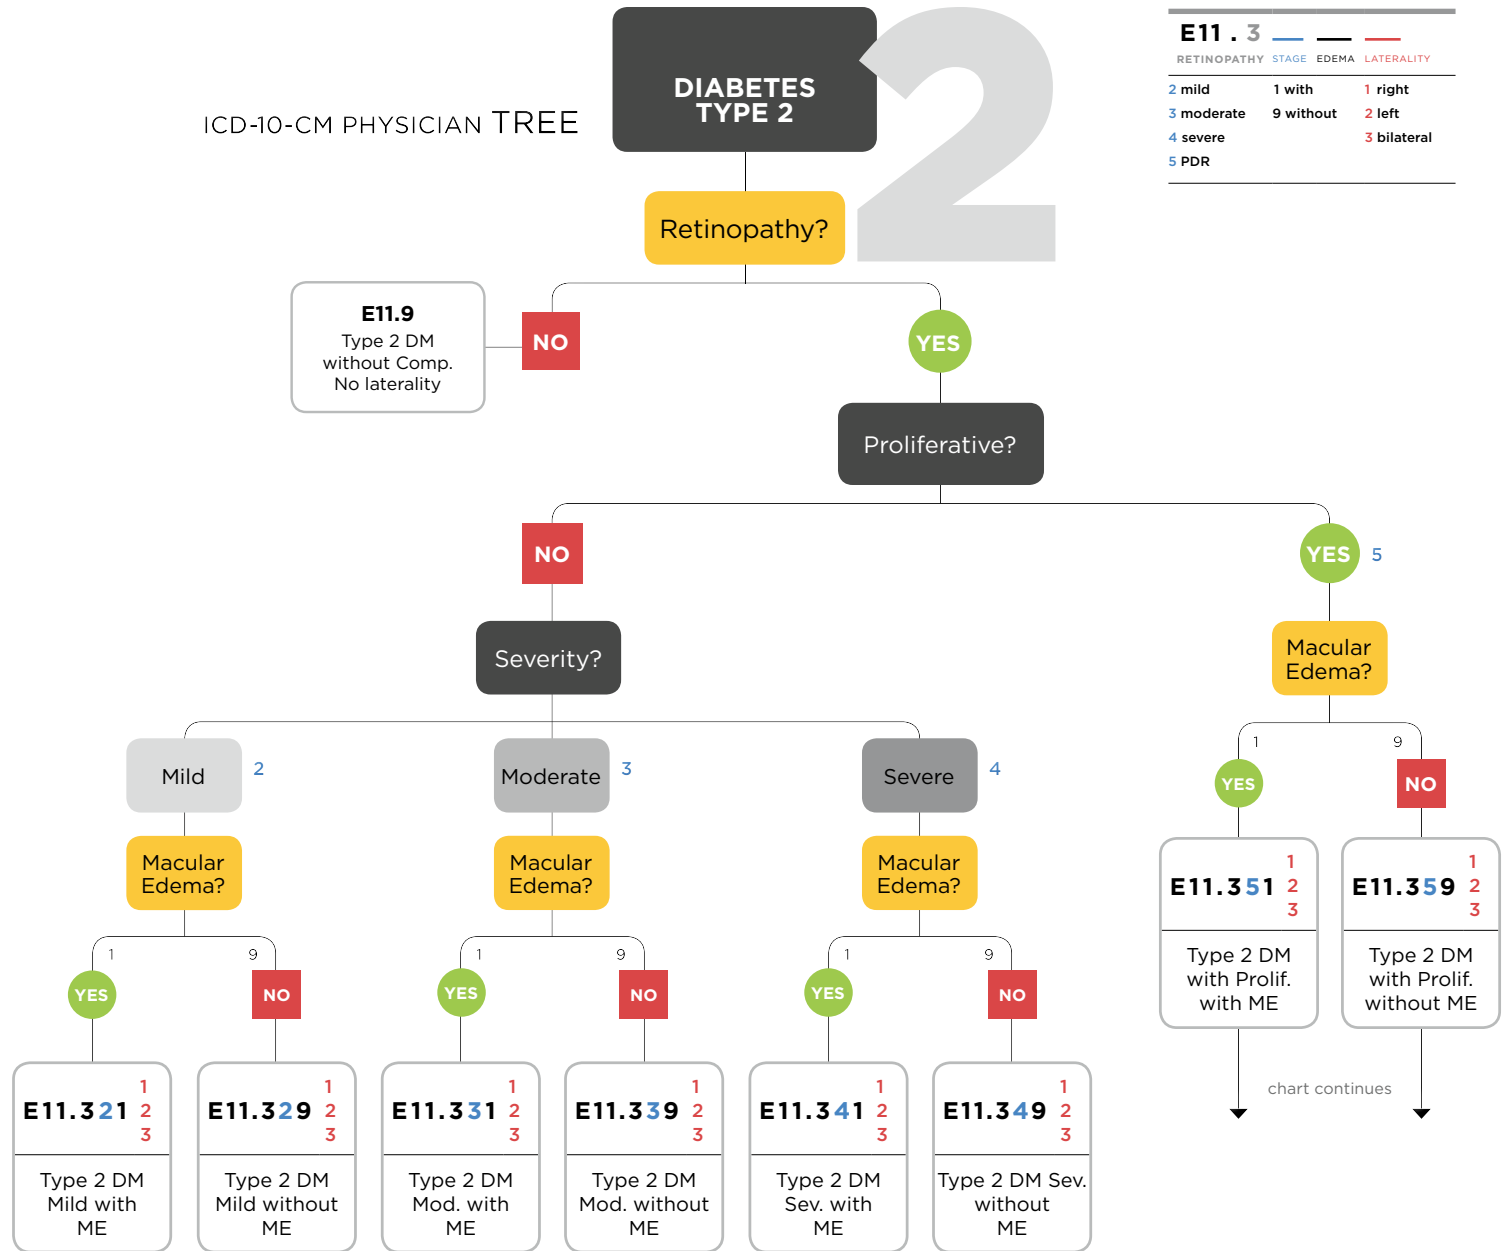 ICD-10-CM PHYSICIAN TREE
DIABETES
TYPE 2
2
E11 . 3
RETINOPATHY STAGE EDEMA LATERALITY
2 mild 1 with 1 right
3 moderate 9 without 2 left
4 severe 3 bilateral
5 PDR
Retinopathy?
E11.9
Type 2 DM
without Comp.
No laterality
NO
YES
Proliferative?
NO
YES 5
Severity?
Macular
Edema?
Mild 2
Moderate 3
Severe 4
1 9
YES
NO
Macular
Edema?
Macular
Edema?
Macular
Edema?
E11.351 1
2
3
Type 2 DM
with Prolif.
with ME
E11.359 1
2
3
Type 2 DM
with Prolif.
without ME
chart continues
1 9
YES
NO
1 9
YES
NO
1 9
YES
NO
E11.321 1
2
3
Type 2 DM
Mild with
ME
E11.329 1
2
3
Type 2 DM
Mild without
ME
E11.331 1
2
3
Type 2 DM
Mod. with
ME
E11.339 1
2
3
Type 2 DM
Mod. without
ME
E11.341 1
2
3
Type 2 DM
Sev. with
ME
E11.349 1
2
3
Type 2 DM Sev.
without
ME